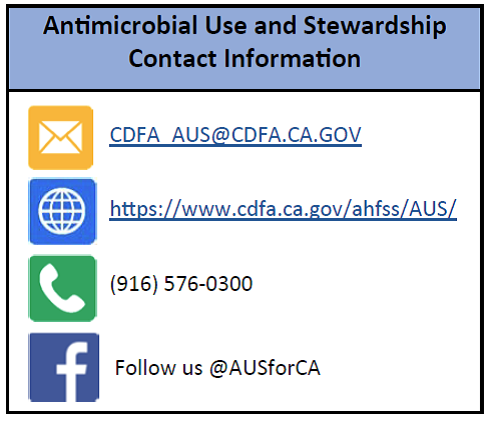 Antimicrobial Use and Stewardship
Contact Information
CDFA_AUS@CDFA.CA.GOV
https://www.cdfa.ca.gov/ahfss/AUS/
(916) 576-0300
Follow us @AUSforCA